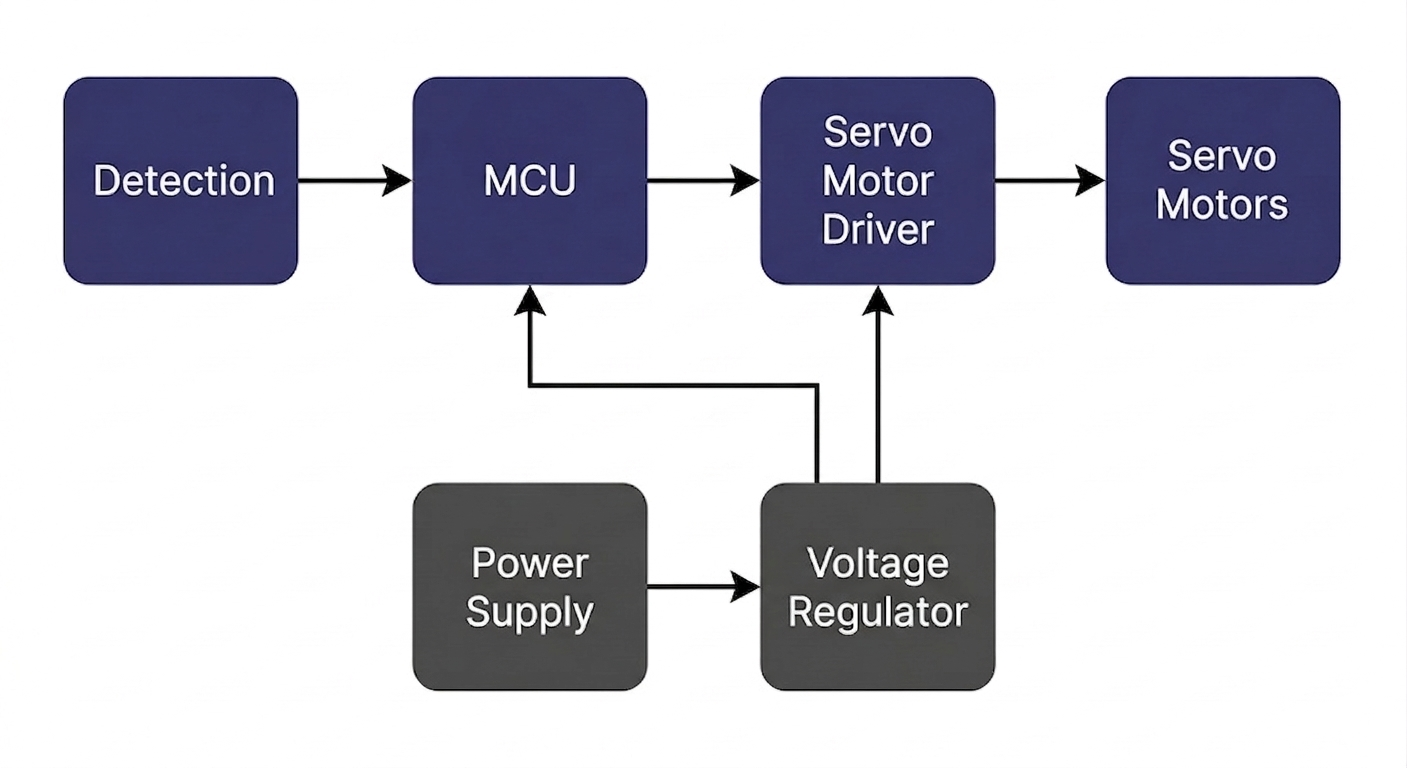 Detection
MCU
Servo
Motor
Driver
Servo
Motors
Power
Supply
Voltage
Regulator